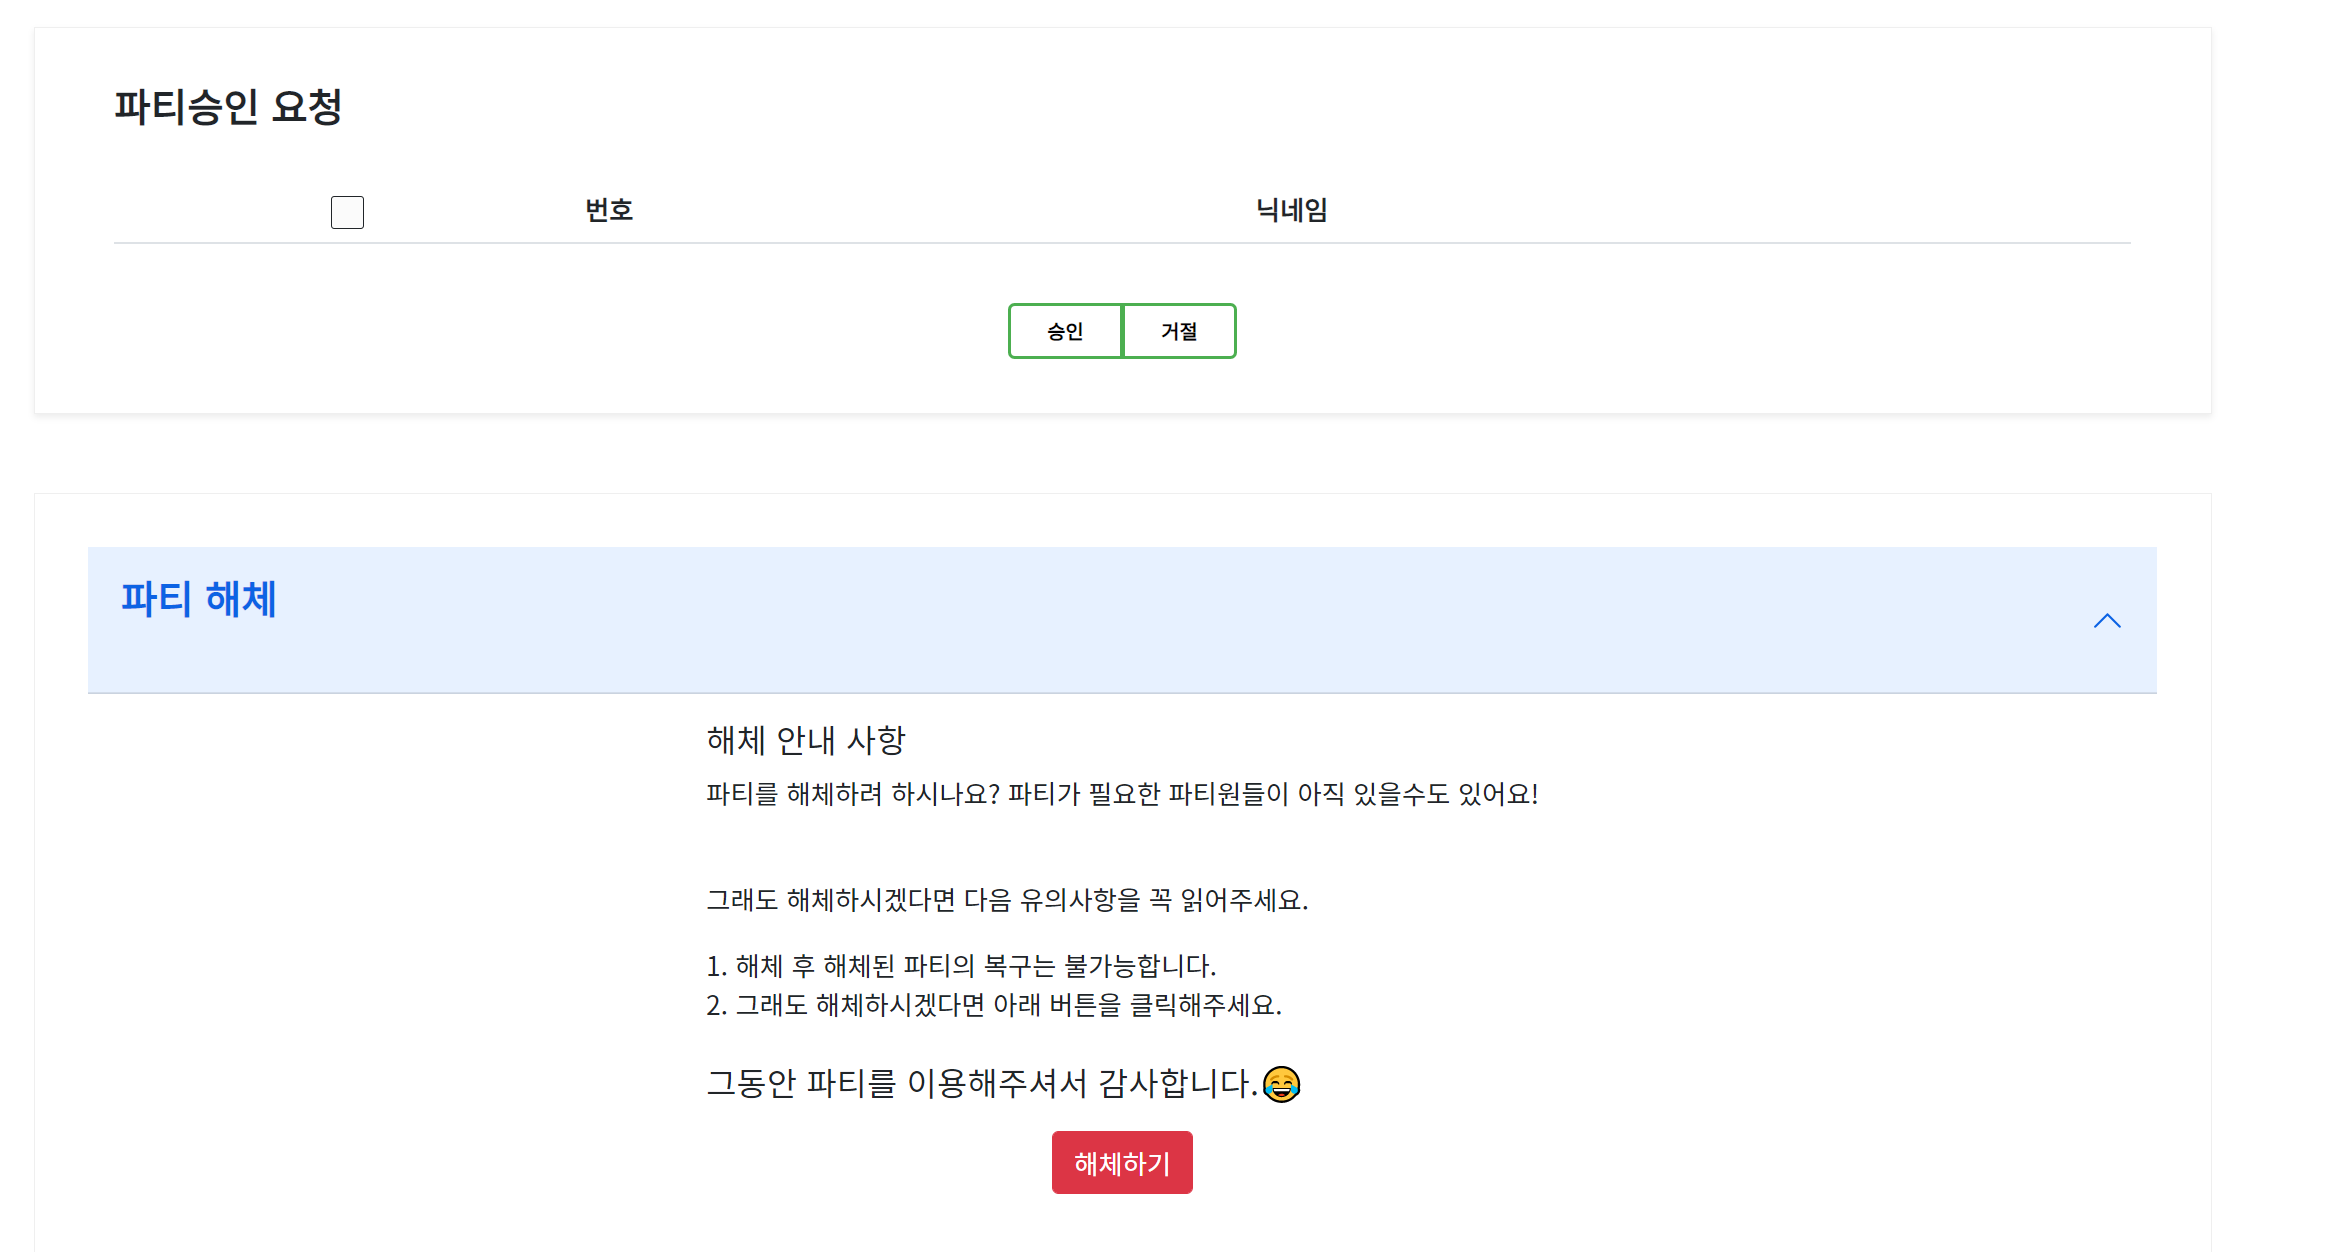 파티승인 요청
번호 닉네임
승인 거절
파티 해체
해체 안내 사항
파티를 해체하려 하시나요? 파티가 필요한 파티원들이 아직 있을수도 있어요!
그래도 해체하시겠다면 다음 유의사항을 꼭 읽어주세요.
1. 해체 후 해체된 파티의 복구는 불가능합니다.
2. 그래도 해체하시겠다면 아래 버튼을 클릭해주세요.
그동안 파티를 이용해주셔서 감사합니다.😂
해체하기